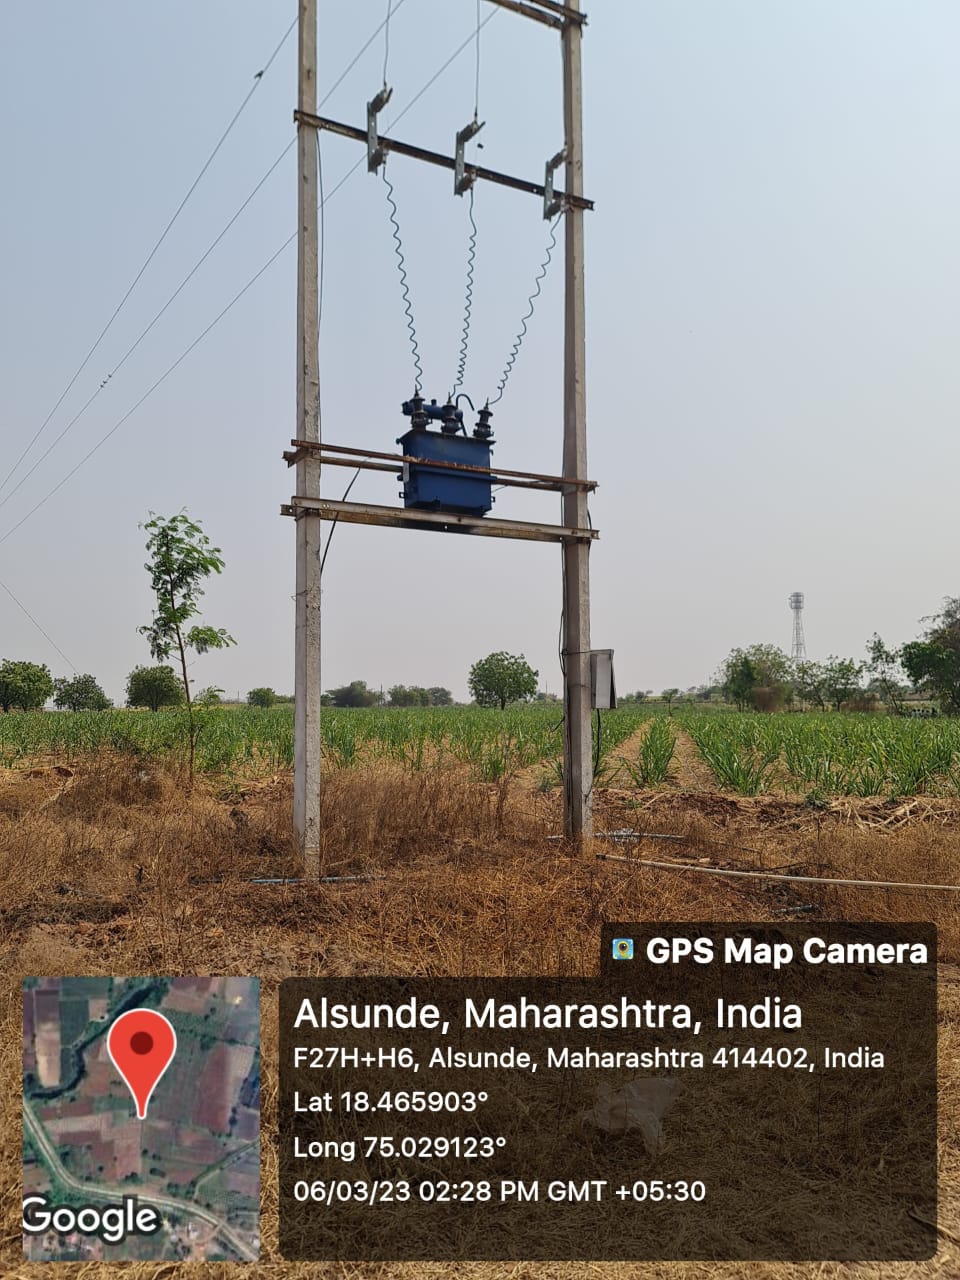 GPS Map Camera
Alsunde, Maharashtra, India
F27H+H6, Alsunde, Maharashtra 414402, India
Lat 18.465903°
Long 75.029123°
06/03/23 02:28 PM GMT +05:30
Google